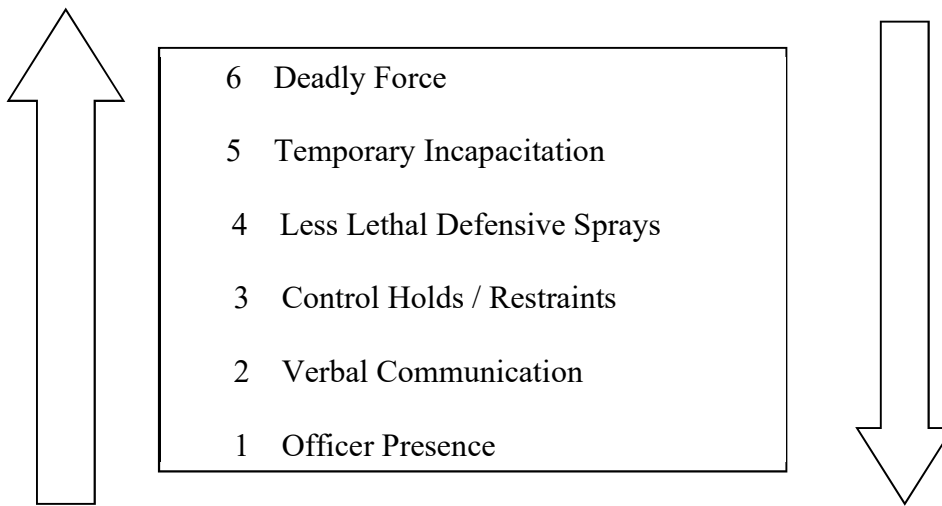 6 Deadly Force
5 Temporary Incapacitation
4 Less Lethal Defensive Sprays
3 Control Holds / Restraints
2 Verbal Communication
1 Officer Presence